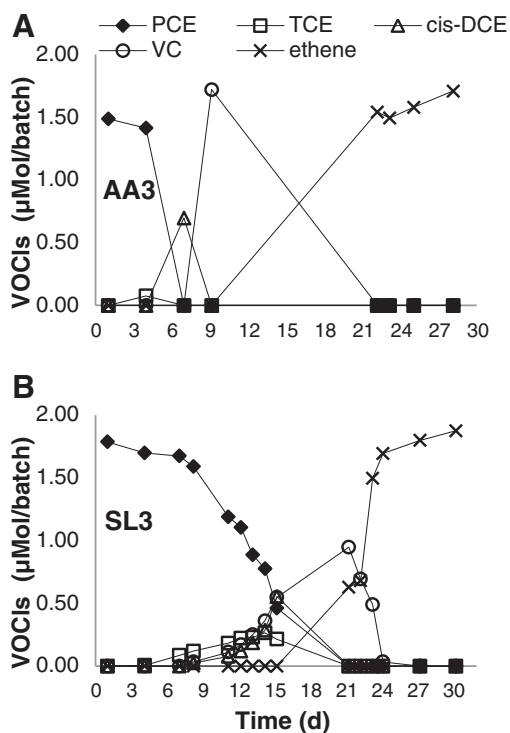 A
PCE TCE cis-DCE
VC ethene
VOCls (µMol/batch)
2.00
1.50
1.00
0.50
0.00
AA3
0 3 6 9 12 15 18 21 24 27 30
B
VOCls (µMol/batch)
2.00
1.50
1.00
0.50
0.00
SL3
0 3 6 9 12 15 18 21 24 27 30
Time (d)